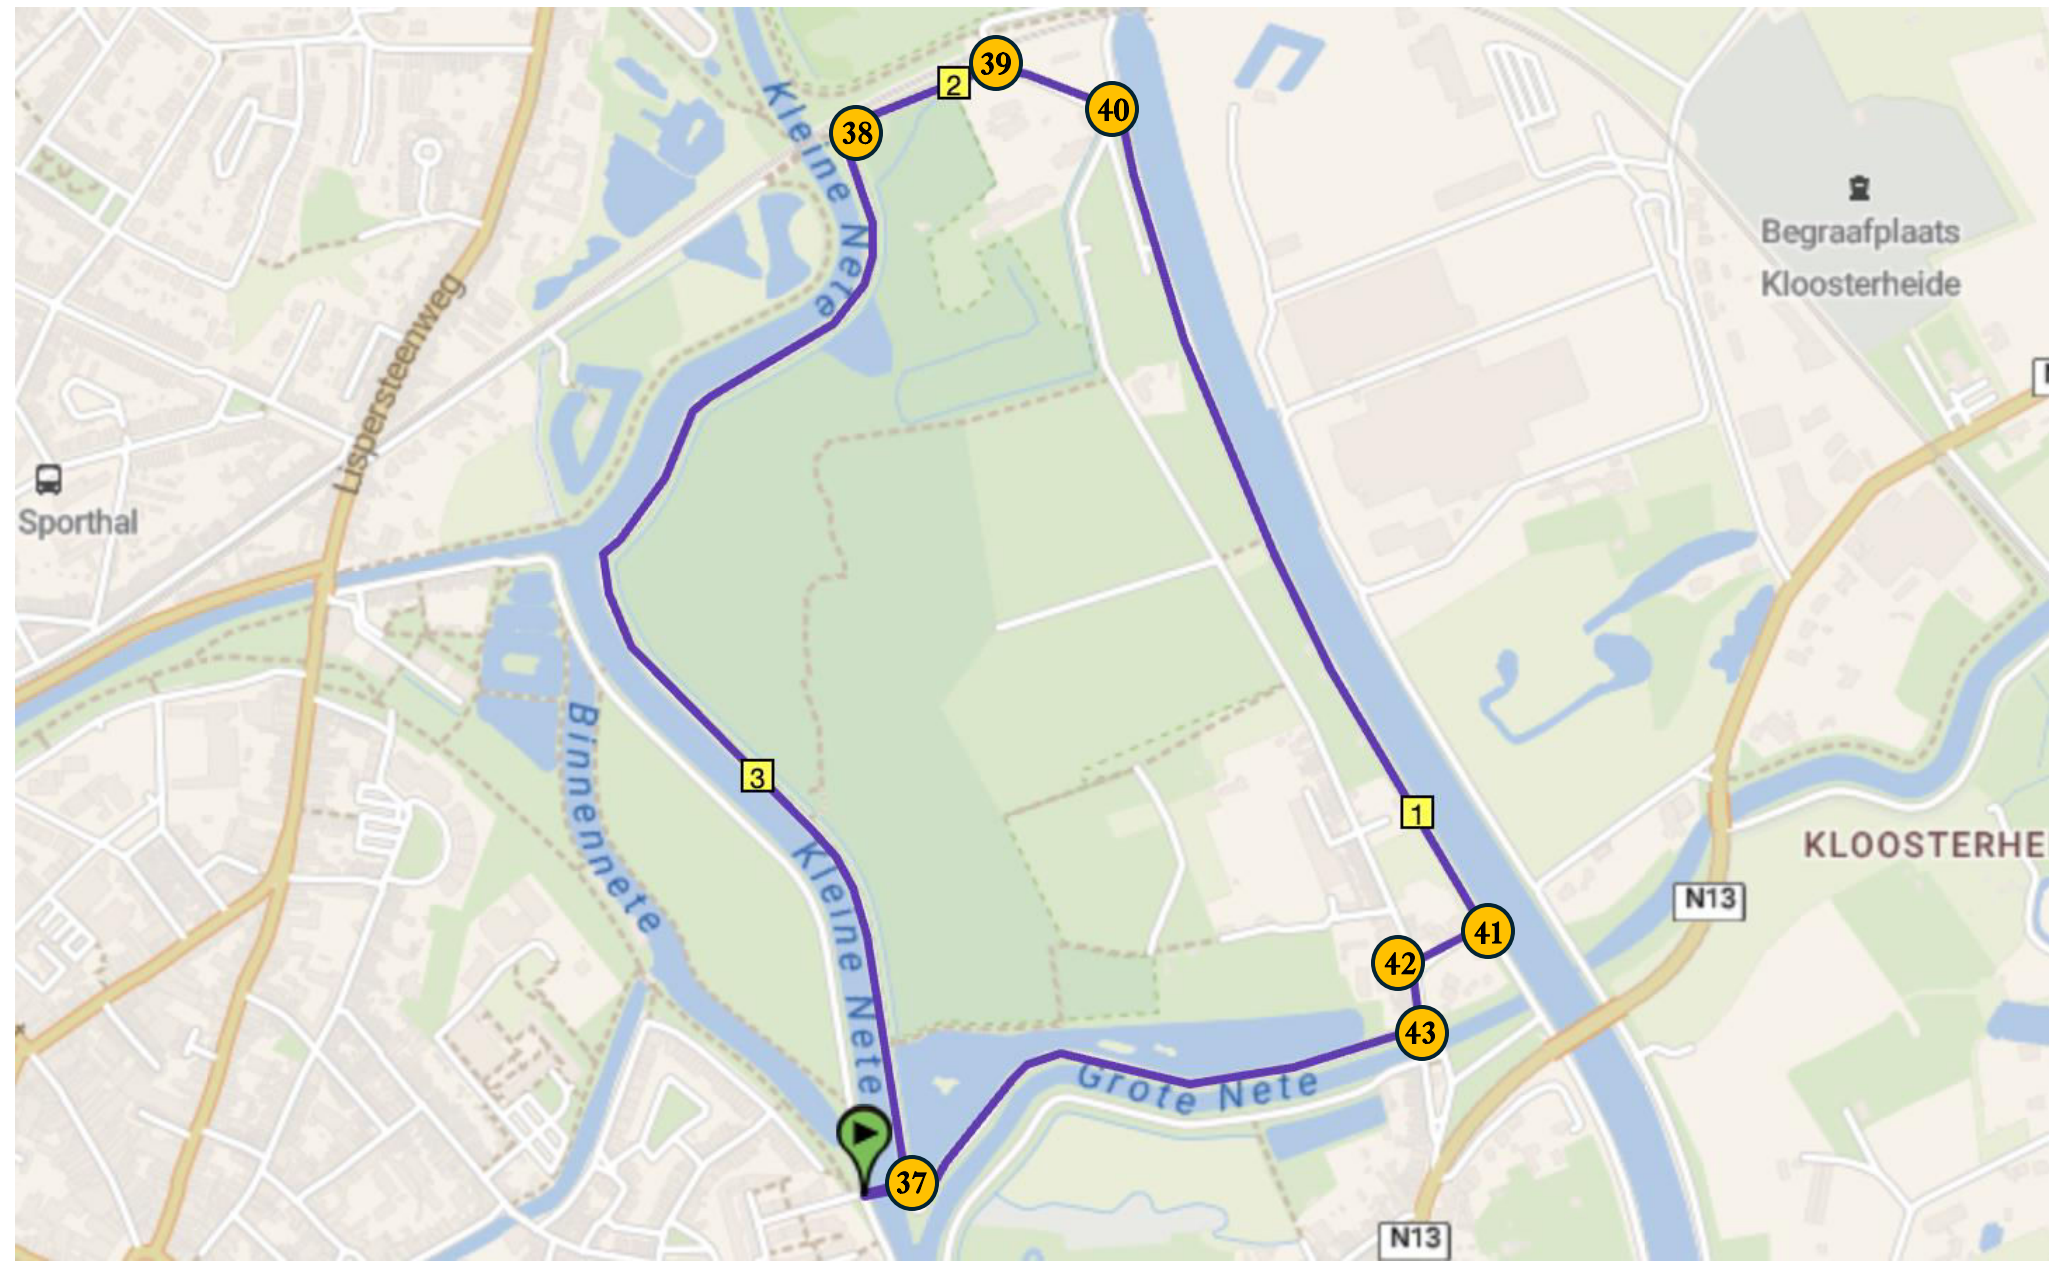 39
2
40
38
Kleine Nete
Begraafplaats
Kloosterheide
Lispersteenweg
Sporthal
Binnennete
3
1
Kleine Nete
KLOOSTERHE
N13
41
42
43
Grote Nete
37
N13